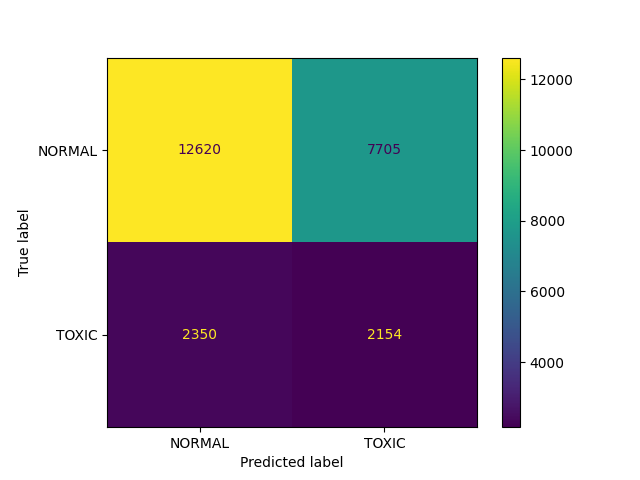 NORMAL 12620 7705
TOXIC 2350 2154
NORMAL TOXIC
True label
Predicted label
12000
10000
8000
6000
4000